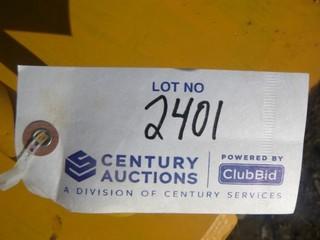 LOT NO
2401
CENTURY AUCTIONS
POWERED BY
ClubBid
A DIVISION OF CENTURY SERVICES